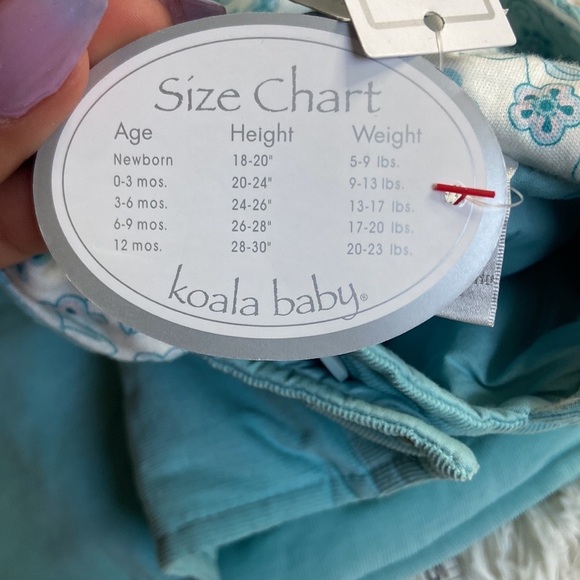 Size Chart
Age Height Weight
Newborn 18-20" 5-9 lbs.
0-3 mos. 20-24" 9-13 lbs.
3-6 mos. 24-26" 13-17 lbs.
6-9 mos. 26-28" 17-20 lbs.
12 mos. 28-30" 20-23 lbs.
koala baby®